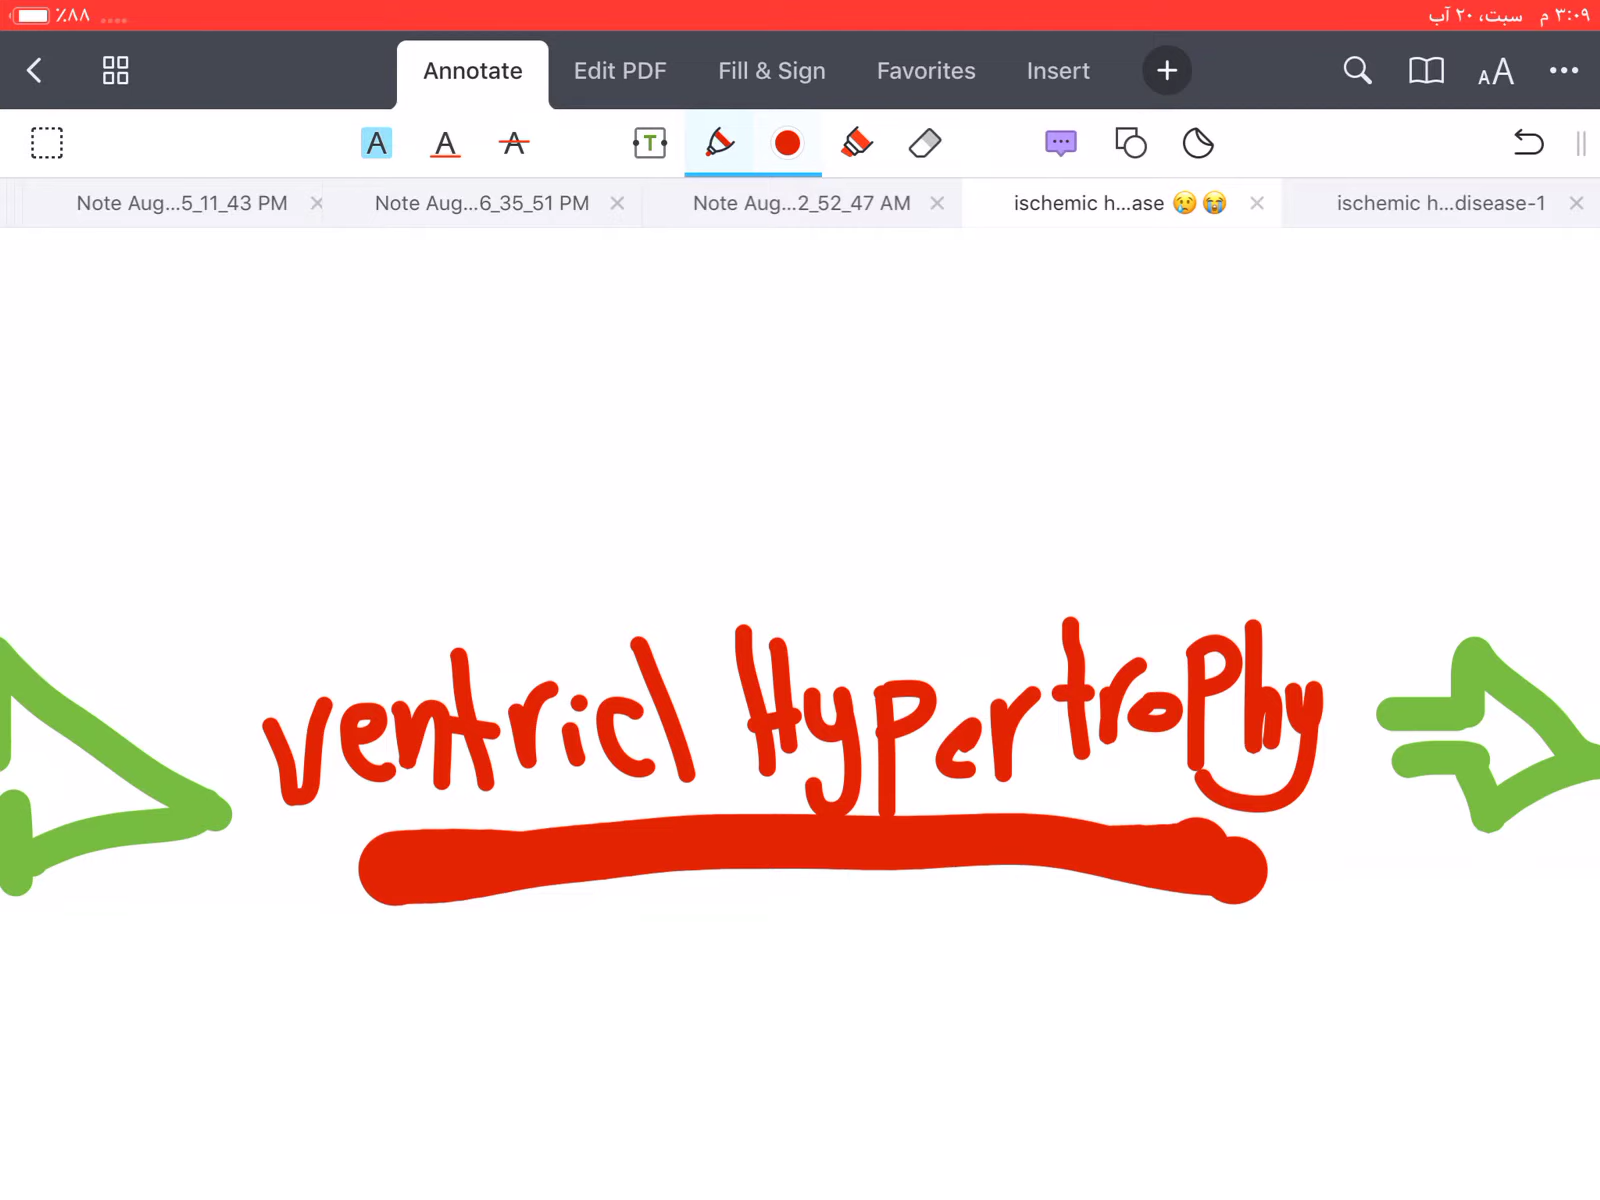 ٪٨٨ سبت، ٢٠ آب ٣:٠٩ م
Annotate Edit PDF Fill & Sign Favorites Insert + AA
A A A T
Note Aug...5_11_43 PM × Note Aug...6_35_51 PM × Note Aug...2_52_47 AM × ischemic h...ase 😢😭 × ischemic h...disease-1 ×
ventricl Hypertrophy